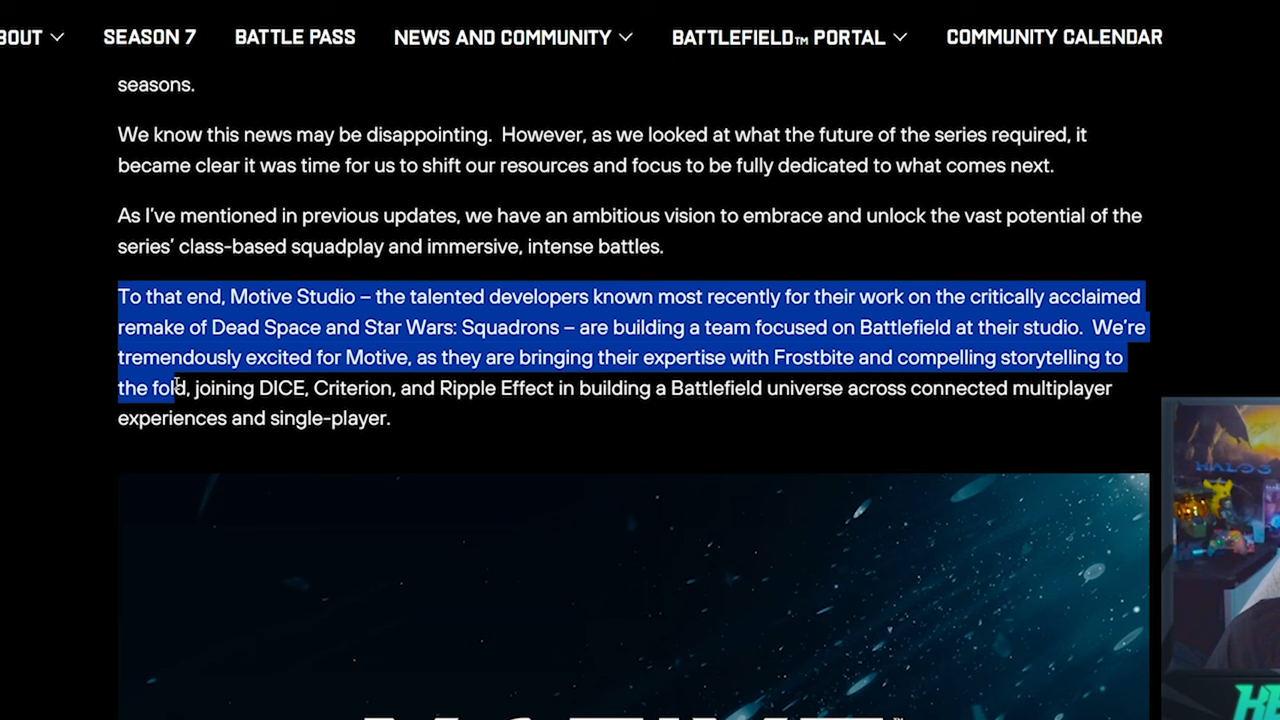 BOUT
SEASON 7
BATTLE PASS
NEWS AND COMMUNITY
BATTLEFIELD™ PORTAL
COMMUNITY CALENDAR
seasons.
We know this news may be disappointing.  However, as we looked at what the future of the series required, it
became clear it was time for us to shift our resources and focus to be fully dedicated to what comes next.
As I’ve mentioned in previous updates, we have an ambitious vision to embrace and unlock the vast potential of the
series’ class-based squadplay and immersive, intense battles.
To that end, Motive Studio – the talented developers known most recently for their work on the critically acclaimed
remake of Dead Space and Star Wars: Squadrons – are building a team focused on Battlefield at their studio.  We’re
tremendously excited for Motive, as they are bringing their expertise with Frostbite and compelling storytelling to
the fold, joining DICE, Criterion, and Ripple Effect in building a Battlefield universe across connected multiplayer
experiences and single-player.
HALO 3